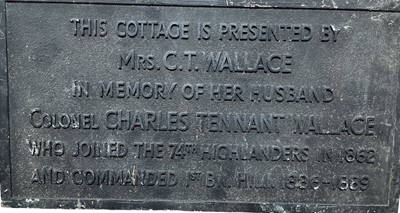 THIS COTTAGE IS PRESENTED BY
MRS. C.T. WALLACE
IN MEMORY OF HER HUSBAND
COLONEL CHARLES TENNANT WALLACE
WHO JOINED THE 74TH HIGHLANDERS IN 1862
AND COMMANDED 1ST BN. H.L.I. 1886-1889